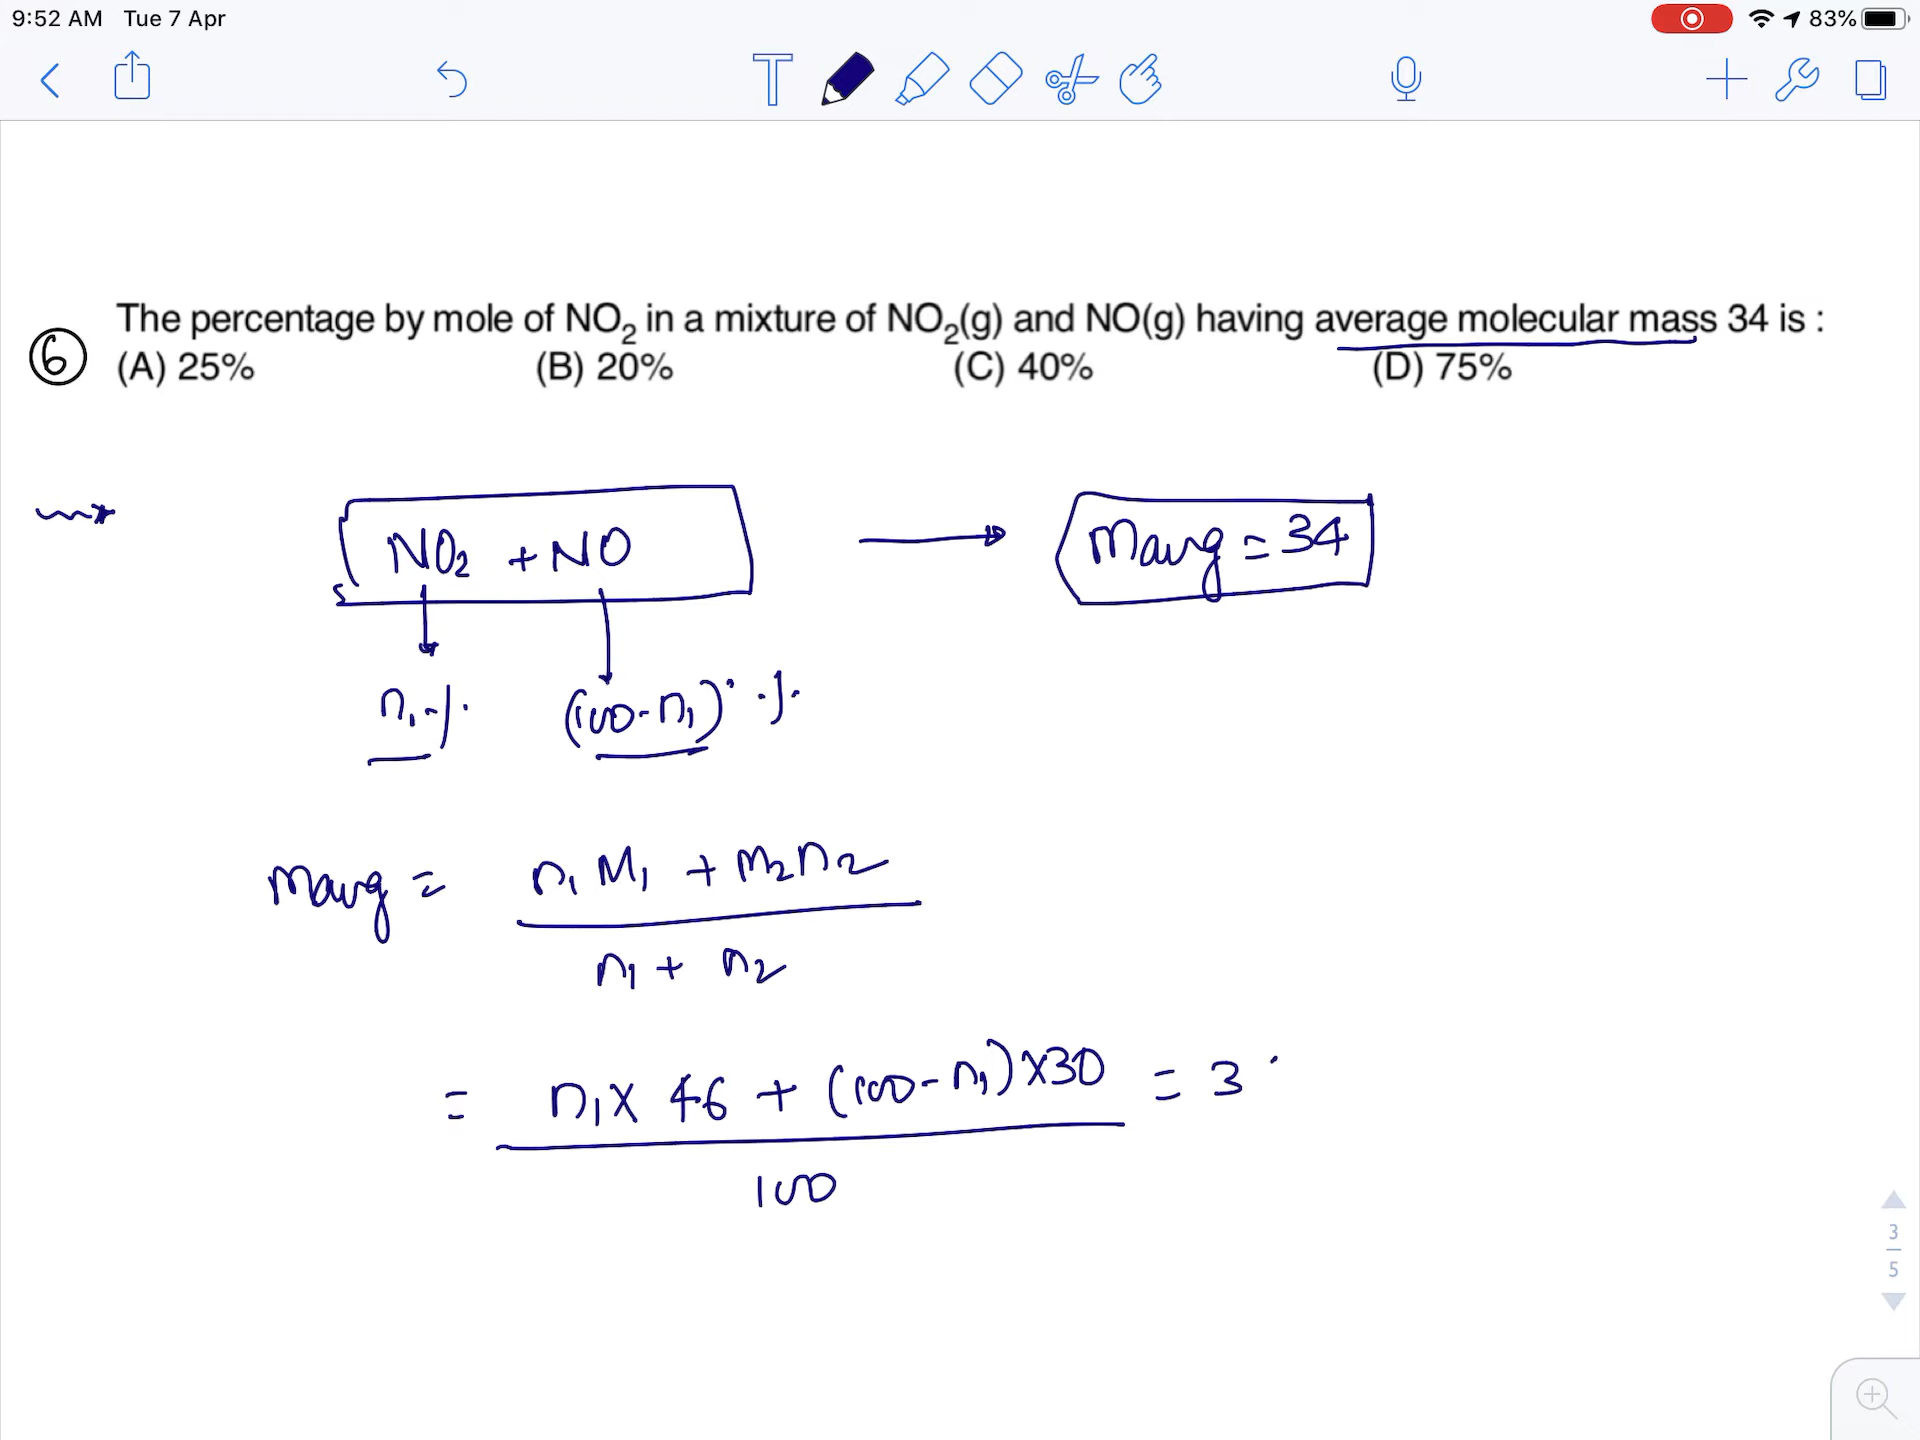 9:52 AM Tue 7 Apr 83%
T
⑥ The percentage by mole of NO₂ in a mixture of NO₂(g) and NO(g) having average molecular mass 34 is :
(A) 25% (B) 20% (C) 40% (D) 75%
NO₂ + NO → Mavg = 34
n₁ % (100-n₁) %
Mavg = n₁ M₁ + M₂ n₂
n₁ + n₂
= n₁ x 46 + (100-n₁) x 30 = 3
100
3
5